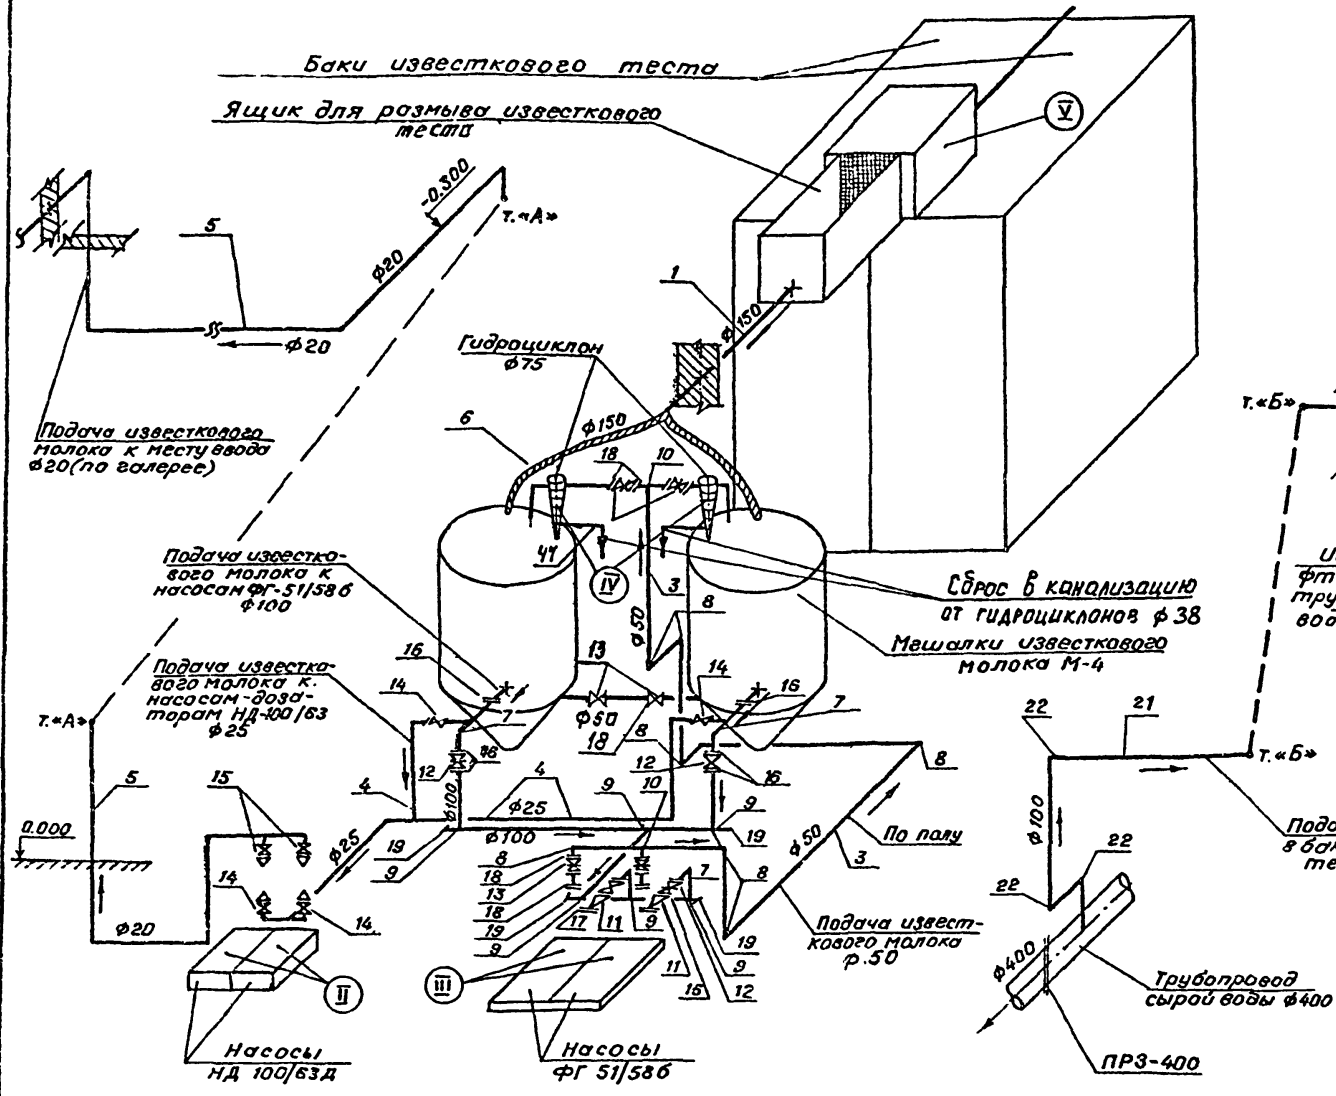 Баки известкового теста
Ящик для размыва известкового
теста
V
-0.300
т.«А»
5
ф20
ф20
1
ф150
Гидроциклон
ф75
Подача известкового
молока к месту ввода
ф20(по галерее)
6
ф150
18
10
т.«Б»
Подача известко-
вого молока к
насосам ФГ-51/58б
ф100
47
IV
3
8
ф50
Сброс в канализацию
от гидроциклонов ф38
Мешалки известкового
молока М-4
Подача известко-
вого молока к
насосам-доза-
торам НД-100/63
ф25
16
13
14
16
14
7
ф50
18
8
7
22
21
т.«А»
12
16
12
16
8
т.«Б»
5
15
4
ф100
4
ф25
9
10
9
0.000
ф25
19
ф100
19
ф50
По полу
3
ф100
9
8
18
13
18
19
9
7
8
22
22
14
14
17
11
9
19
9
11
15
12
ф20
Подача извест-
кового молока
р.50
ф400
II
III
Трубопровод
сырой воды ф400
Насосы
НД 100/63Д
Насосы
ФГ 51/58б
ПРЗ-400